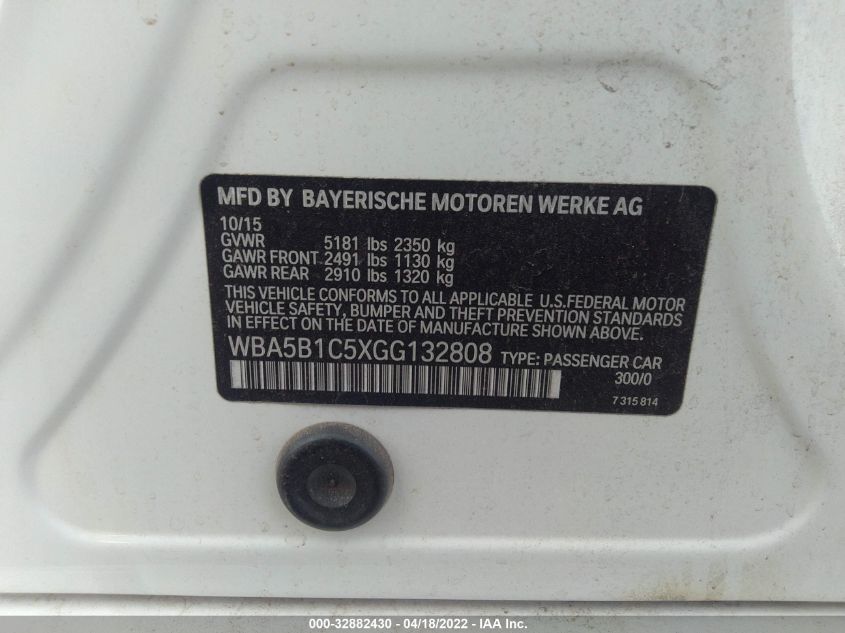 MFD BY BAYERISCHE MOTOREN WERKE AG
10/15
GVWR 5181 lbs 2350 kg
GAWR FRONT 2491 lbs 1130 kg
GAWR REAR 2910 lbs 1320 kg
THIS VEHICLE CONFORMS TO ALL APPLICABLE U.S.FEDERAL MOTOR
VEHICLE SAFETY, BUMPER AND THEFT PREVENTION STANDARDS
IN EFFECT ON THE DATE OF MANUFACTURE SHOWN ABOVE.
WBA5B1C5XGG132808 TYPE: PASSENGER CAR
300/0
7 315 814
000-32882430 - 04/18/2022 - IAA Inc.